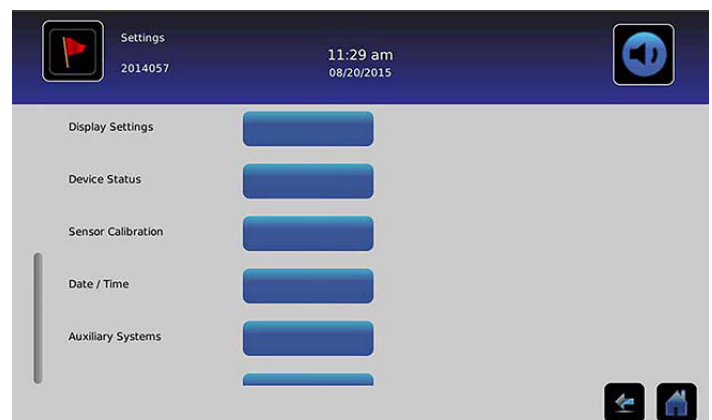 Settings
2014057
11:29 am
08/20/2015
Display Settings
Device Status
Sensor Calibration
Date / Time
Auxiliary Systems